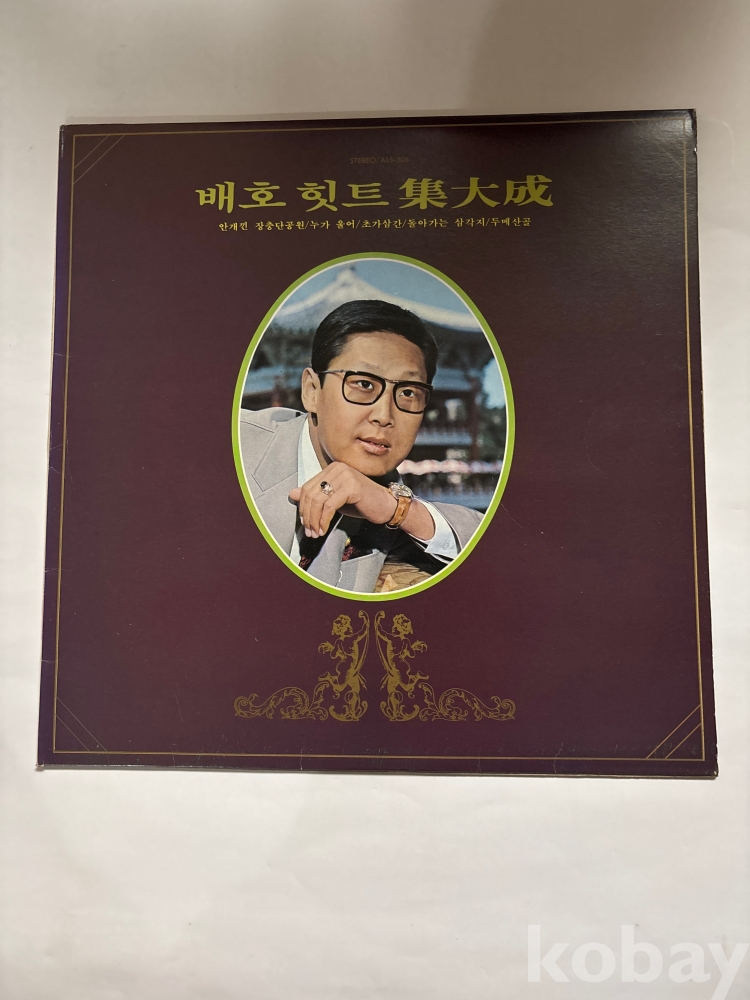 STEREO/ALS-
배호 힛트 集大成
안개낀 장충단공원/누가 울어/초가삼간/돌아가는 삼각지/두메산골
kobay